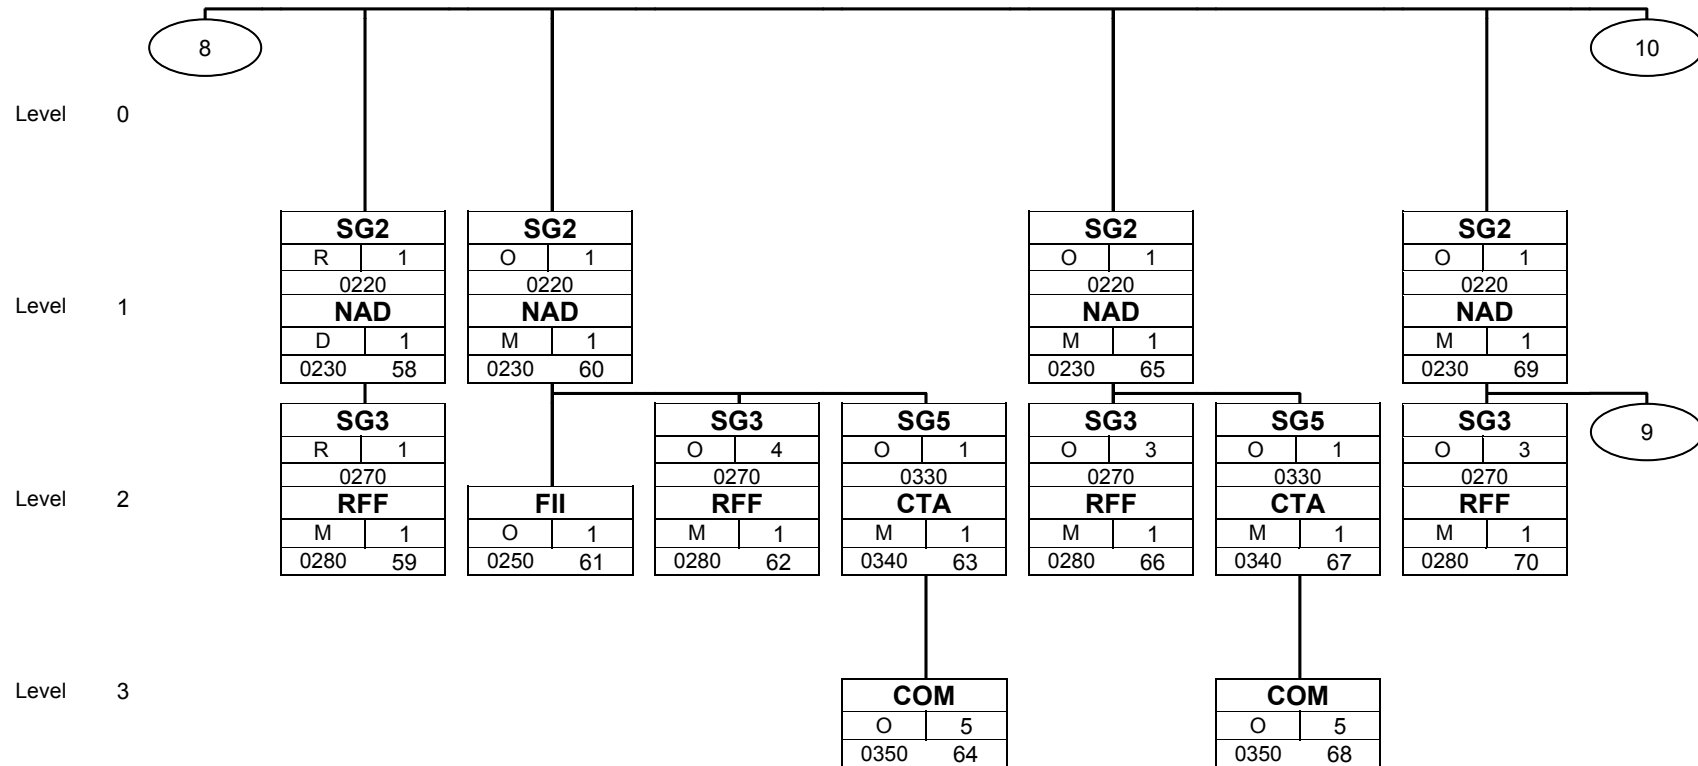 8 10
Level 0
SG2 SG2 SG2 SG2
R 1 O 1 O 1 O 1
0220 0220 0220 0220
Level 1 NAD NAD NAD NAD
D 1 M 1 M 1 M 1
0230 58 0230 60 0230 65 0230 69
SG3 SG3 SG5 SG3 SG5 SG3 9
R 1 O 4 O 1 O 3 O 1 O 3
0270 0270 0330 0270 0330 0270
Level 2 RFF FII RFF CTA RFF CTA RFF
M 1 O 1 M 1 M 1 M 1 M 1 M 1
0280 59 0250 61 0280 62 0340 63 0280 66 0340 67 0280 70
Level 3 COM COM
O 5 O 5
0350 64 0350 68